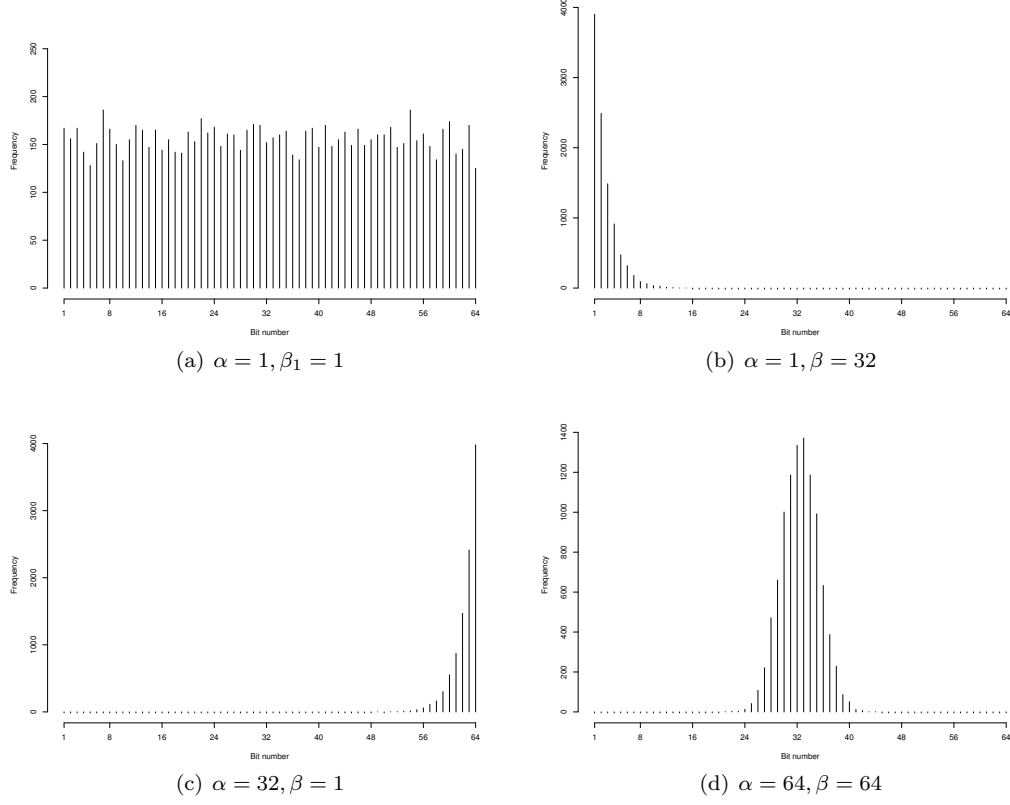 250
200
150
100
50
0
Frequency
1 8 16 24 32 40 48 56 64
Bit number
(a) α = 1, β₁ = 1
4000
3000
2000
1000
0
Frequency
1 8 16 24 32 40 48 56 64
Bit number
(b) α = 1, β = 32
4000
3000
2000
1000
0
Frequency
1 8 16 24 32 40 48 56 64
Bit number
(c) α = 32, β = 1
1400
1200
1000
800
600
400
200
0
Frequency
1 8 16 24 32 40 48 56 64
Bit number
(d) α = 64, β = 64